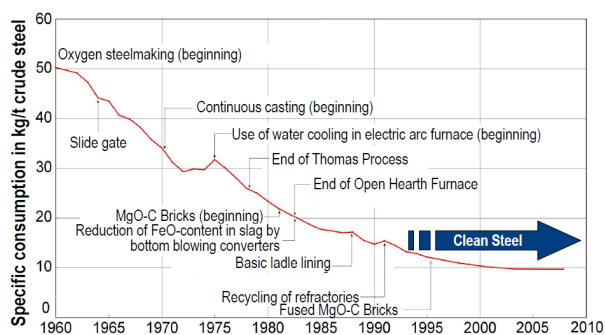 Specific consumption in kg/t crude steel
60
50
40
30
20
10
0
Oxygen steelmaking (beginning)
Slide gate
Continuous casting (beginning)
Use of water cooling in electric arc furnace (beginning)
End of Thomas Process
End of Open Hearth Furnace
MgO-C Bricks (beginning)
Reduction of FeO-content in slag by
bottom blowing converters
Clean Steel
Basic ladle lining
Recycling of refractories
Fused MgO-C Bricks
1960 1965 1970 1975 1980 1985 1990 1995 2000 2005 2010